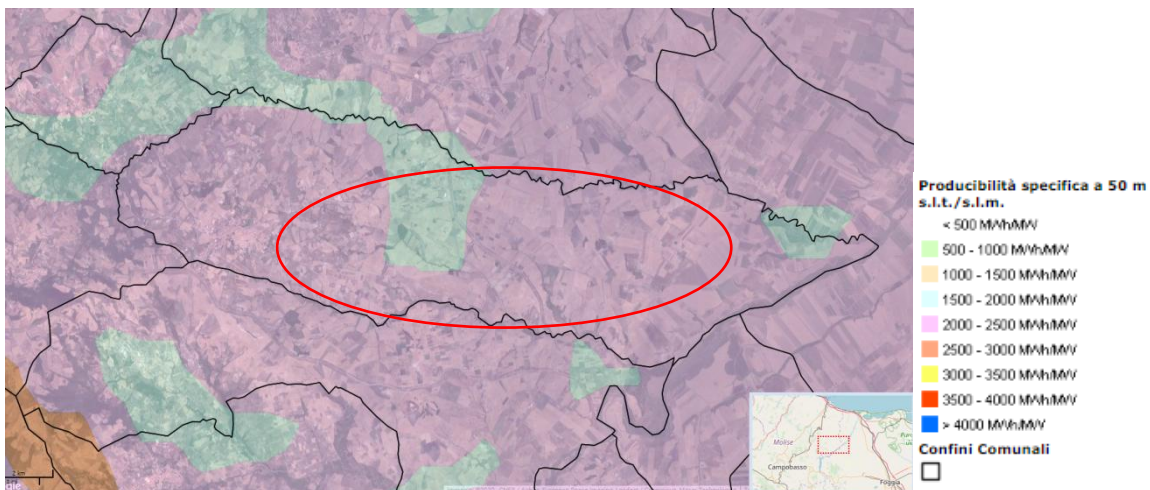 Producibilità specifica a 50 m
s.l.t./s.l.m.
< 500 MWh/MW
500 - 1000 MWh/MW
1000 - 1500 MWh/MW
1500 - 2000 MWh/MW
2000 - 2500 MWh/MW
2500 - 3000 MWh/MW
3000 - 3500 MWh/MW
3500 - 4000 MWh/MW
> 4000 MWh/MW
Confini Comunali
Molise
Campobasso
Foggia